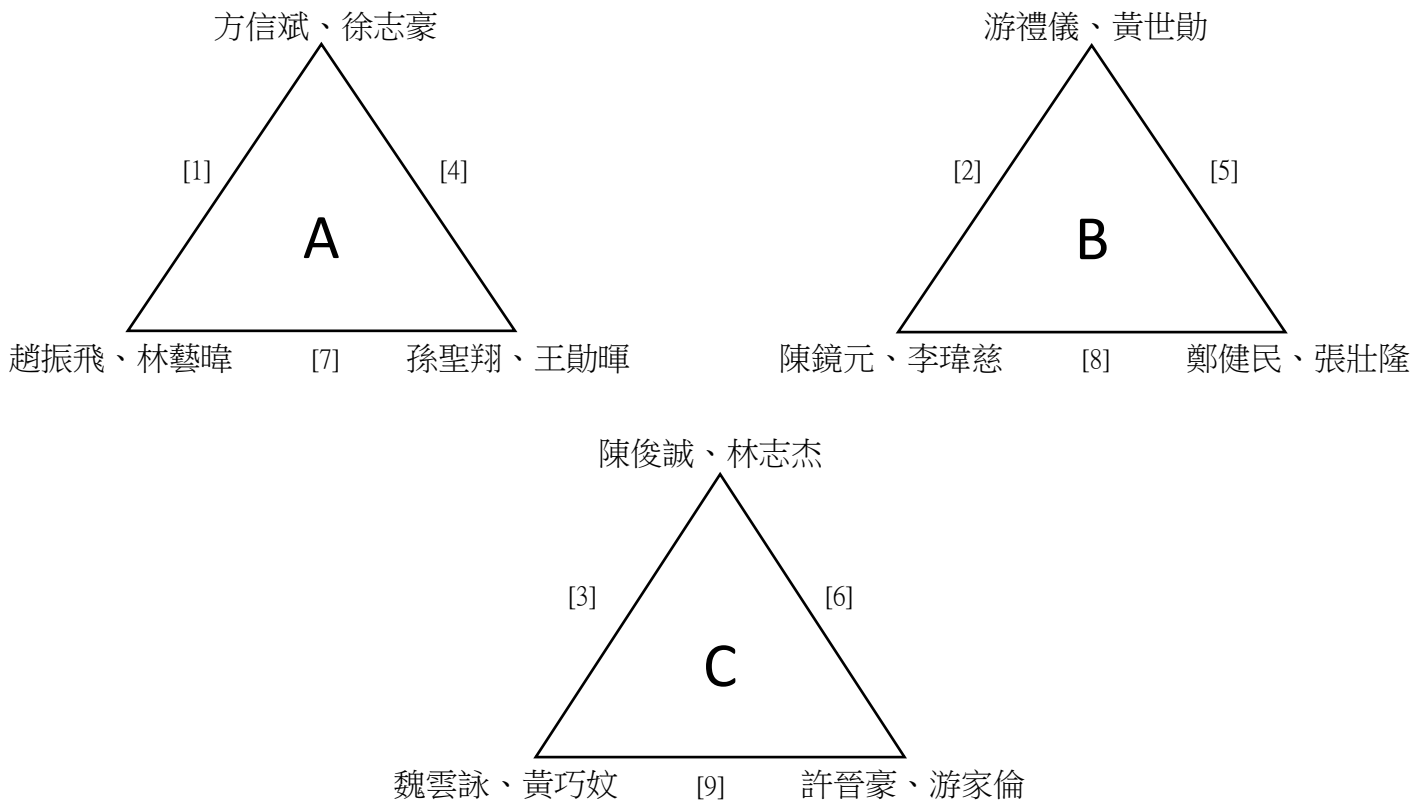 方信斌、徐志豪
游禮儀、黃世勛
[1]
[4]
[2]
[5]
A
B
趙振飛、林藝暐
[7]
孫聖翔、王勛暉
陳鏡元、李瑋慈
[8]
鄭健民、張壯隆
陳俊誠、林志杰
[3]
[6]
C
魏雲詠、黃巧妏
[9]
許晉豪、游家倫